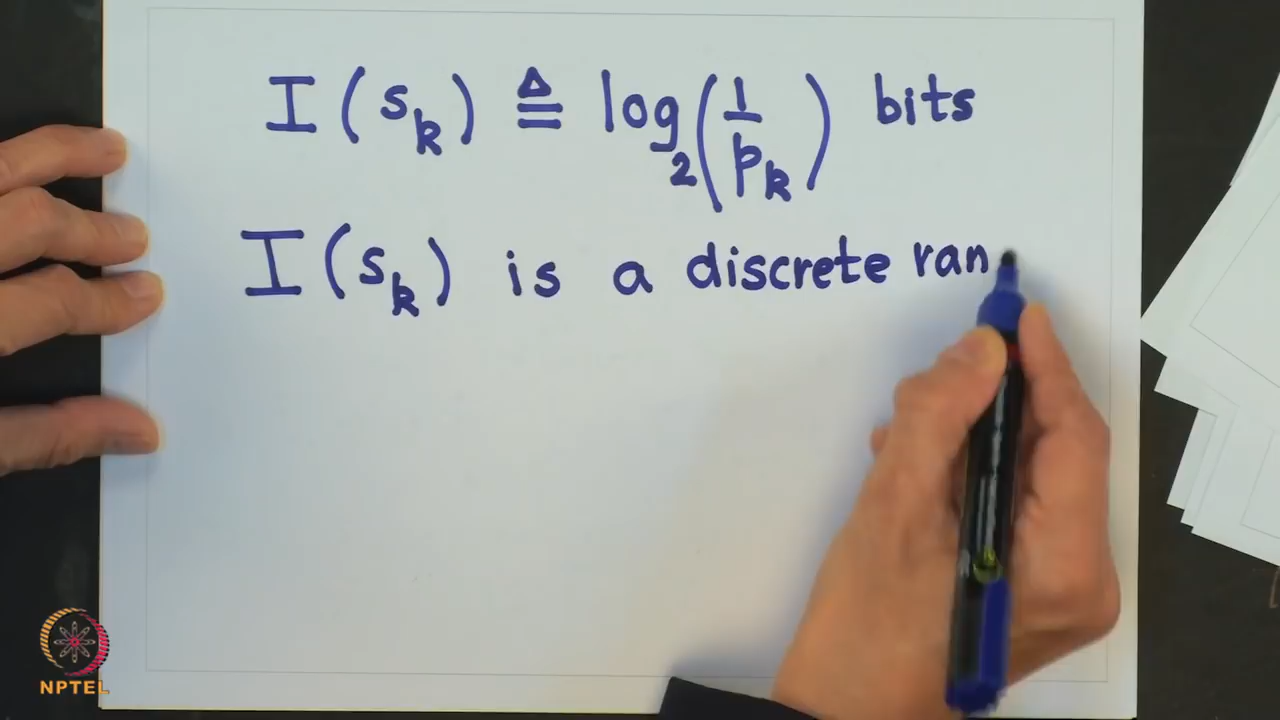 I(s_k) ≜ log_2(1/p_k) bits
I(s_k) is a discrete ran
NPTEL